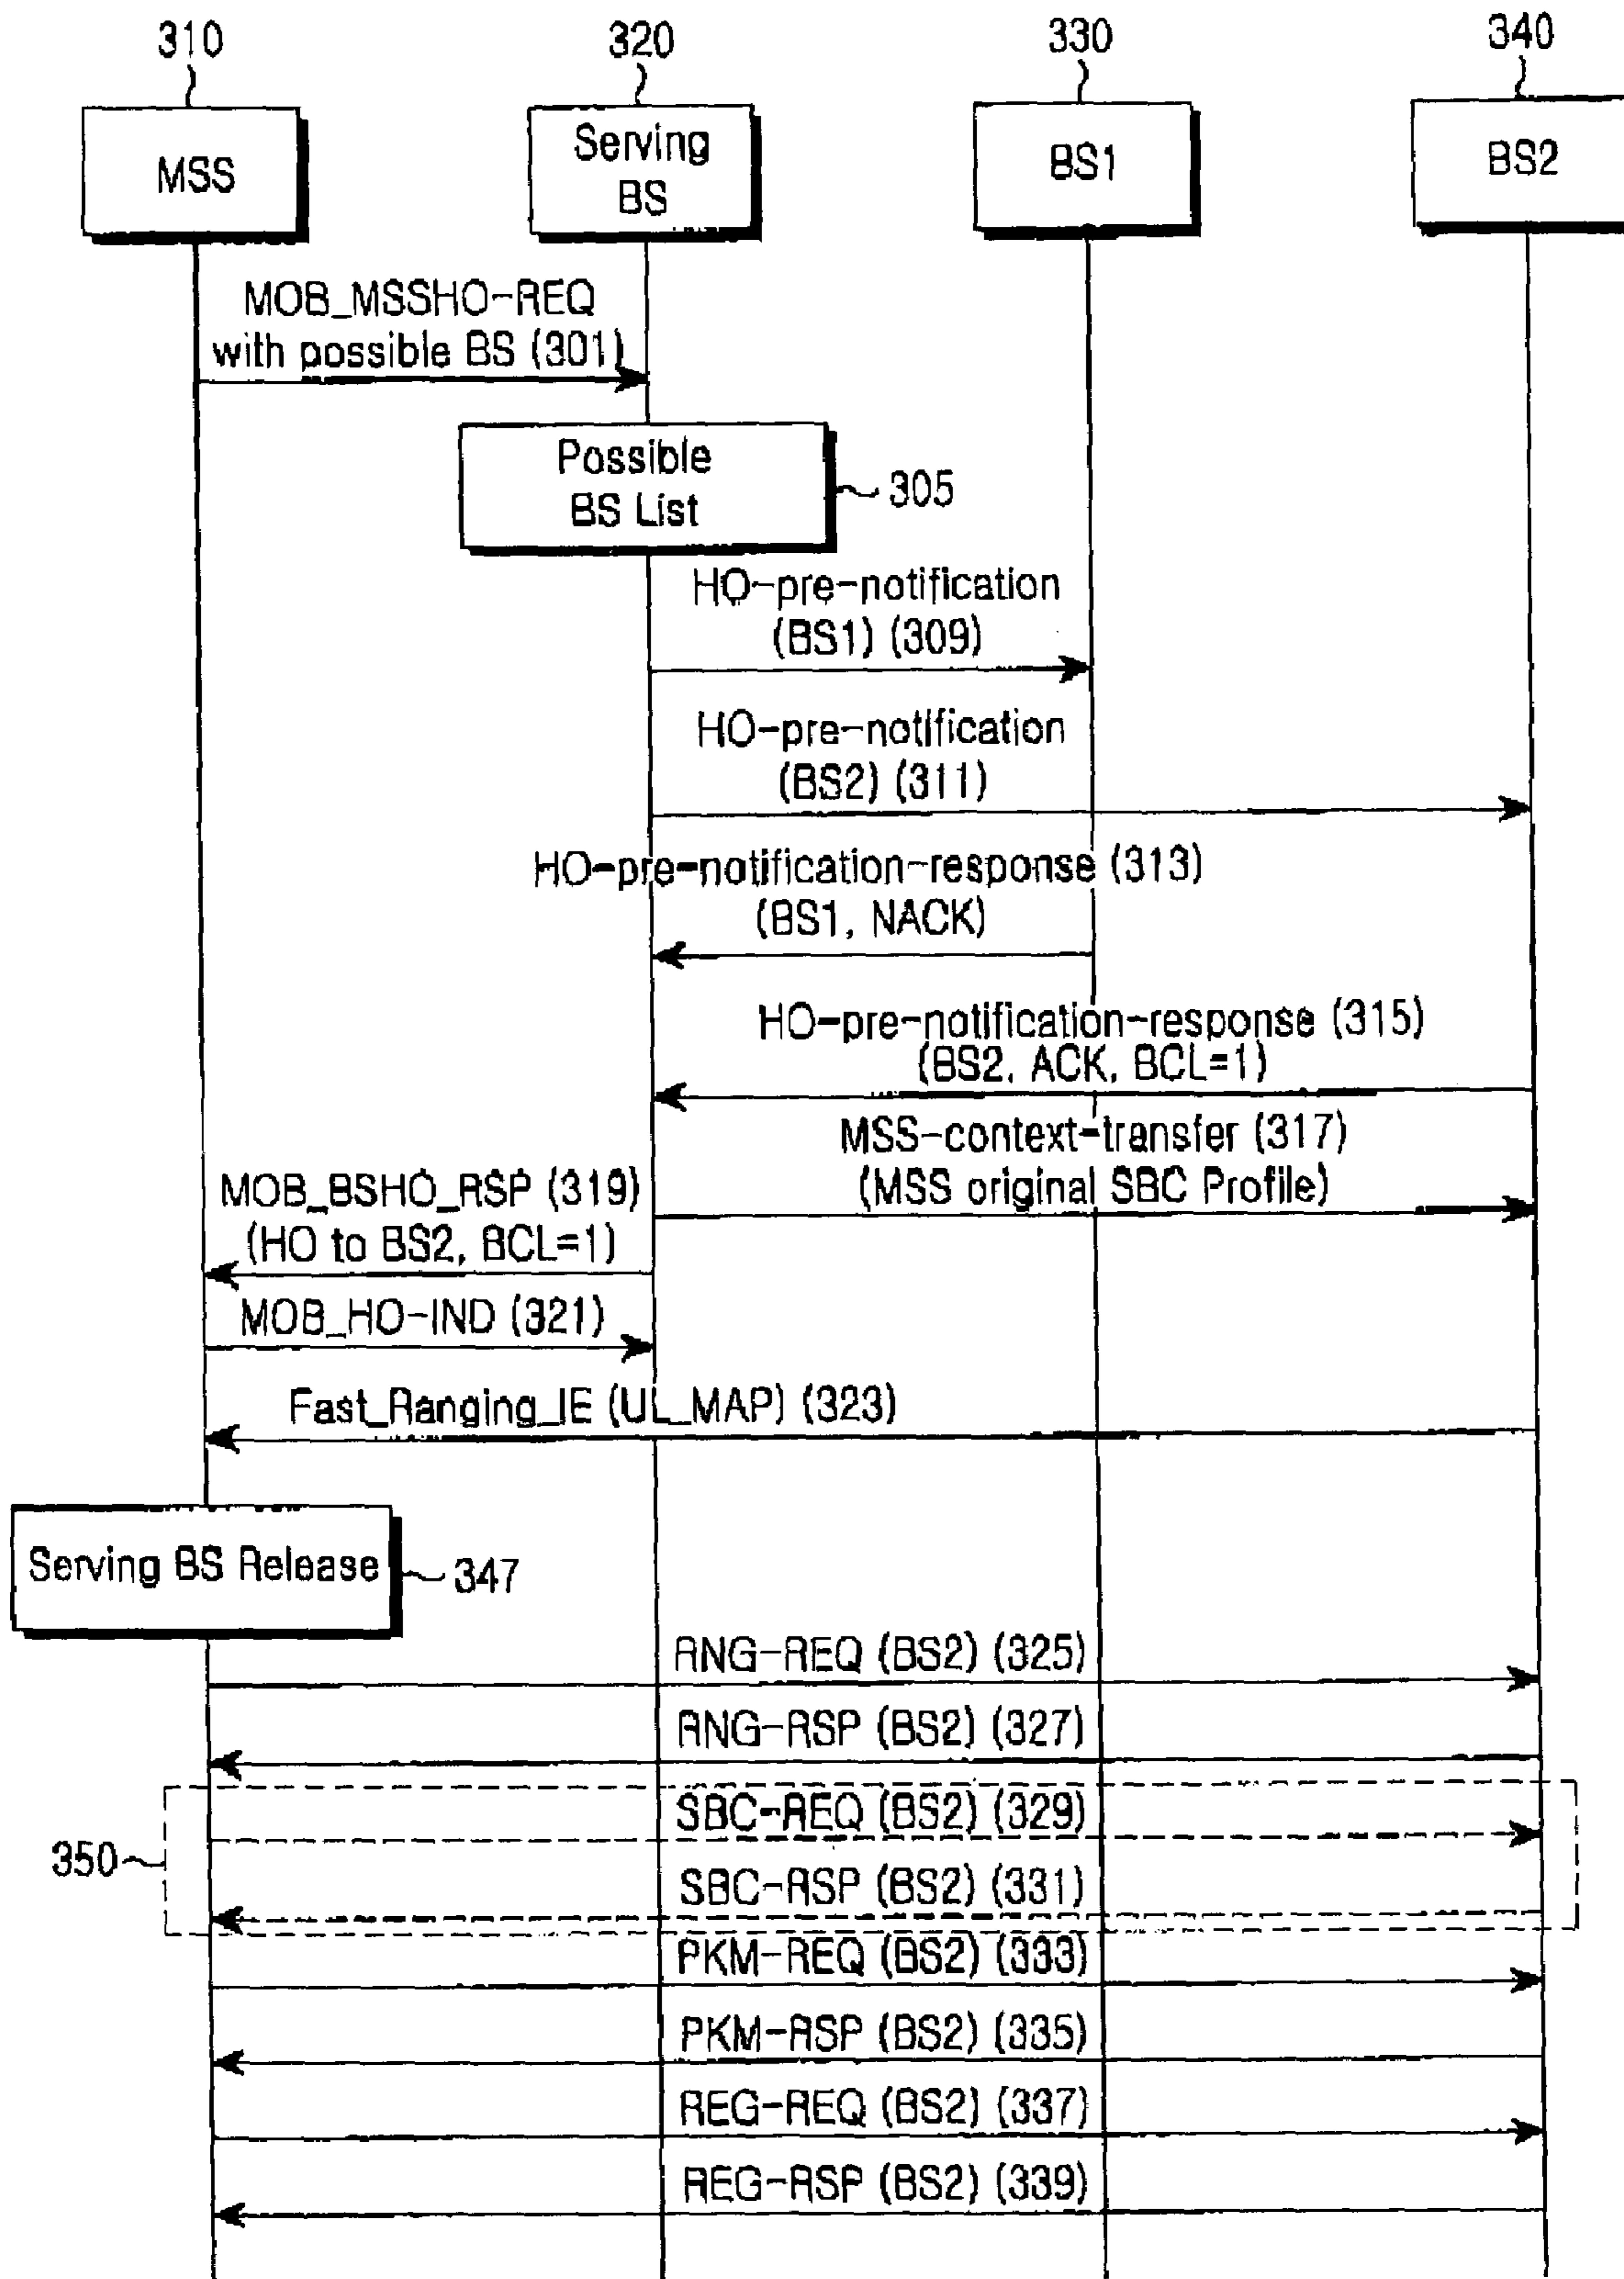 310
320
330
340
MSS
Serving
BS
BS1
BS2
MOB_MSSHO-REQ
with possible BS (301)
Possible
BS List
305
HO-pre-notification
(BS1) (309)
HO-pre-notification
(BS2) (311)
HO-pre-notification-response (313)
(BS1, NACK)
HO-pre-notification-response (315)
(BS2, ACK, BCL=1)
MSS-context-transfer (317)
(MSS original SBC Profile)
MOB_BSHO_RSP (319)
(HO to BS2, BCL=1)
MOB_HO-IND (321)
Fast_Ranging_IE (UL_MAP) (323)
Serving BS Release
347
RNG-REQ (BS2) (325)
RNG-RSP (BS2) (327)
350
SBC-REQ (BS2) (329)
SBC-RSP (BS2) (331)
PKM-REQ (BS2) (333)
PKM-RSP (BS2) (335)
REG-REQ (BS2) (337)
REG-RSP (BS2) (339)